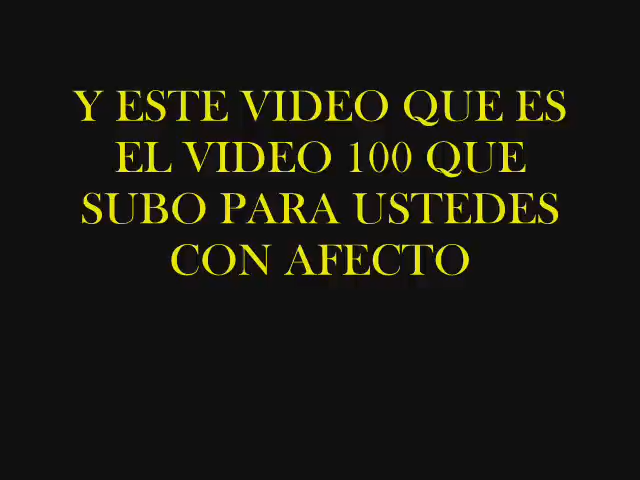 Y ESTE VIDEO QUE ES
EL VIDEO 100 QUE
SUBO PARA USTEDES
CON AFECTO